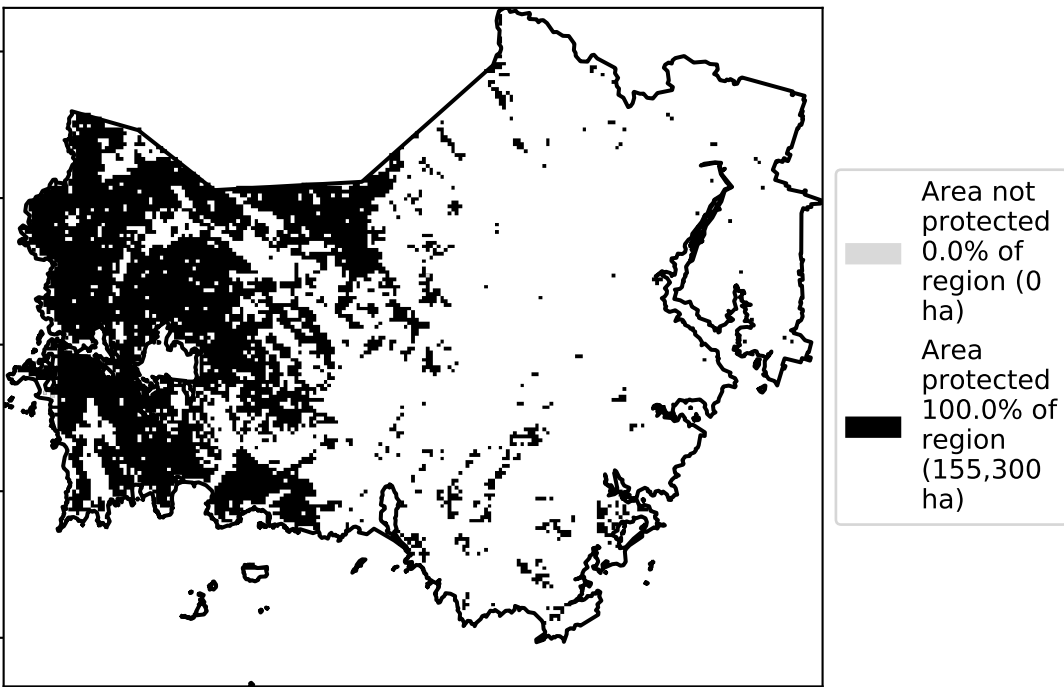 Area not
protected
0.0% of
region (0
ha)
Area
protected
100.0% of
region
(155,300
ha)